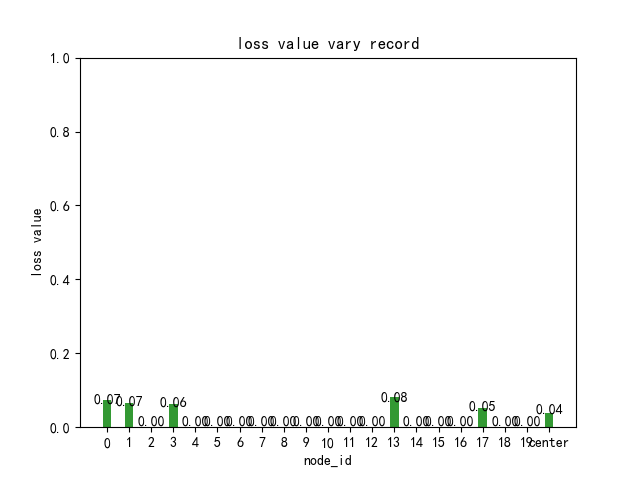 loss value vary record
1.0
0.8
0.6
0.4
0.2
0.0
loss value
0.07 0.07 0.00 0.06 0.00 0.00 0.00 0.00 0.00 0.00 0.00 0.00 0.00 0.08 0.00 0.00 0.00 0.05 0.00 0.00 0.04
0 1 2 3 4 5 6 7 8 9 10 11 12 13 14 15 16 17 18 19 center
node_id